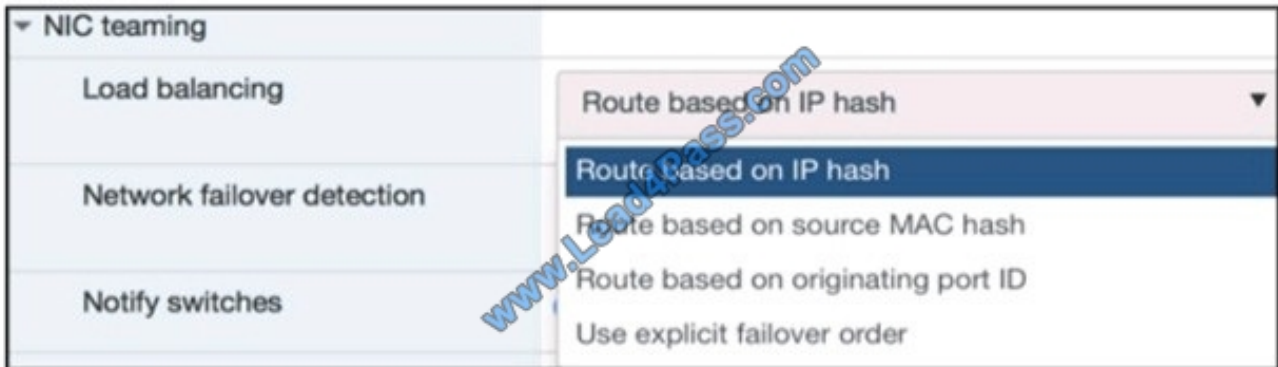 NIC teaming
Load balancing
Route based on IP hash
Route based on IP hash
Route based on source MAC hash
Route based on originating port ID
Use explicit failover order
Network failover detection
Notify switches
www.Lead4Pass.com